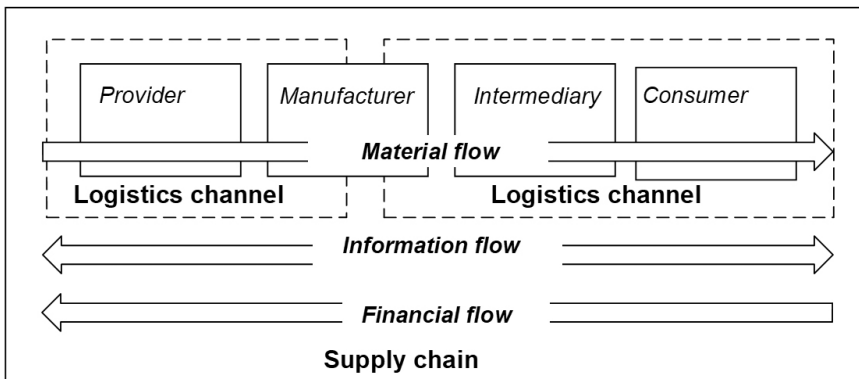 Provider
Manufacturer
Intermediary
Consumer
Material flow
Logistics channel
Logistics channel
Information flow
Financial flow
Supply chain